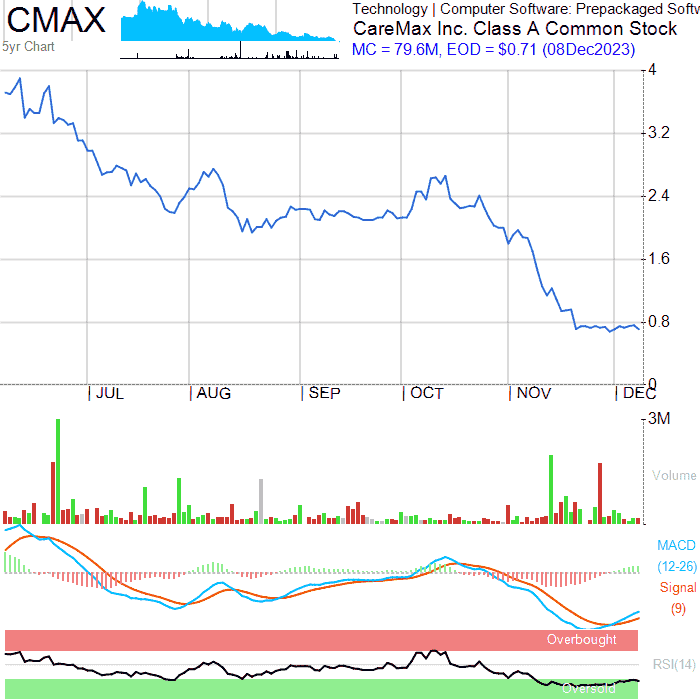 CMAX
5yr Chart
Technology | Computer Software: Prepackaged Softw
CareMax Inc. Class A Common Stock
MC = 79.6M, EOD = $0.71 (08Dec2023)
4
3.2
2.4
1.6
0.8
0
JUL
AUG
SEP
OCT
NOV
DEC
3M
Volume
MACD
(12-26)
Signal
(9)
Overbought
RSI(14)
Oversold